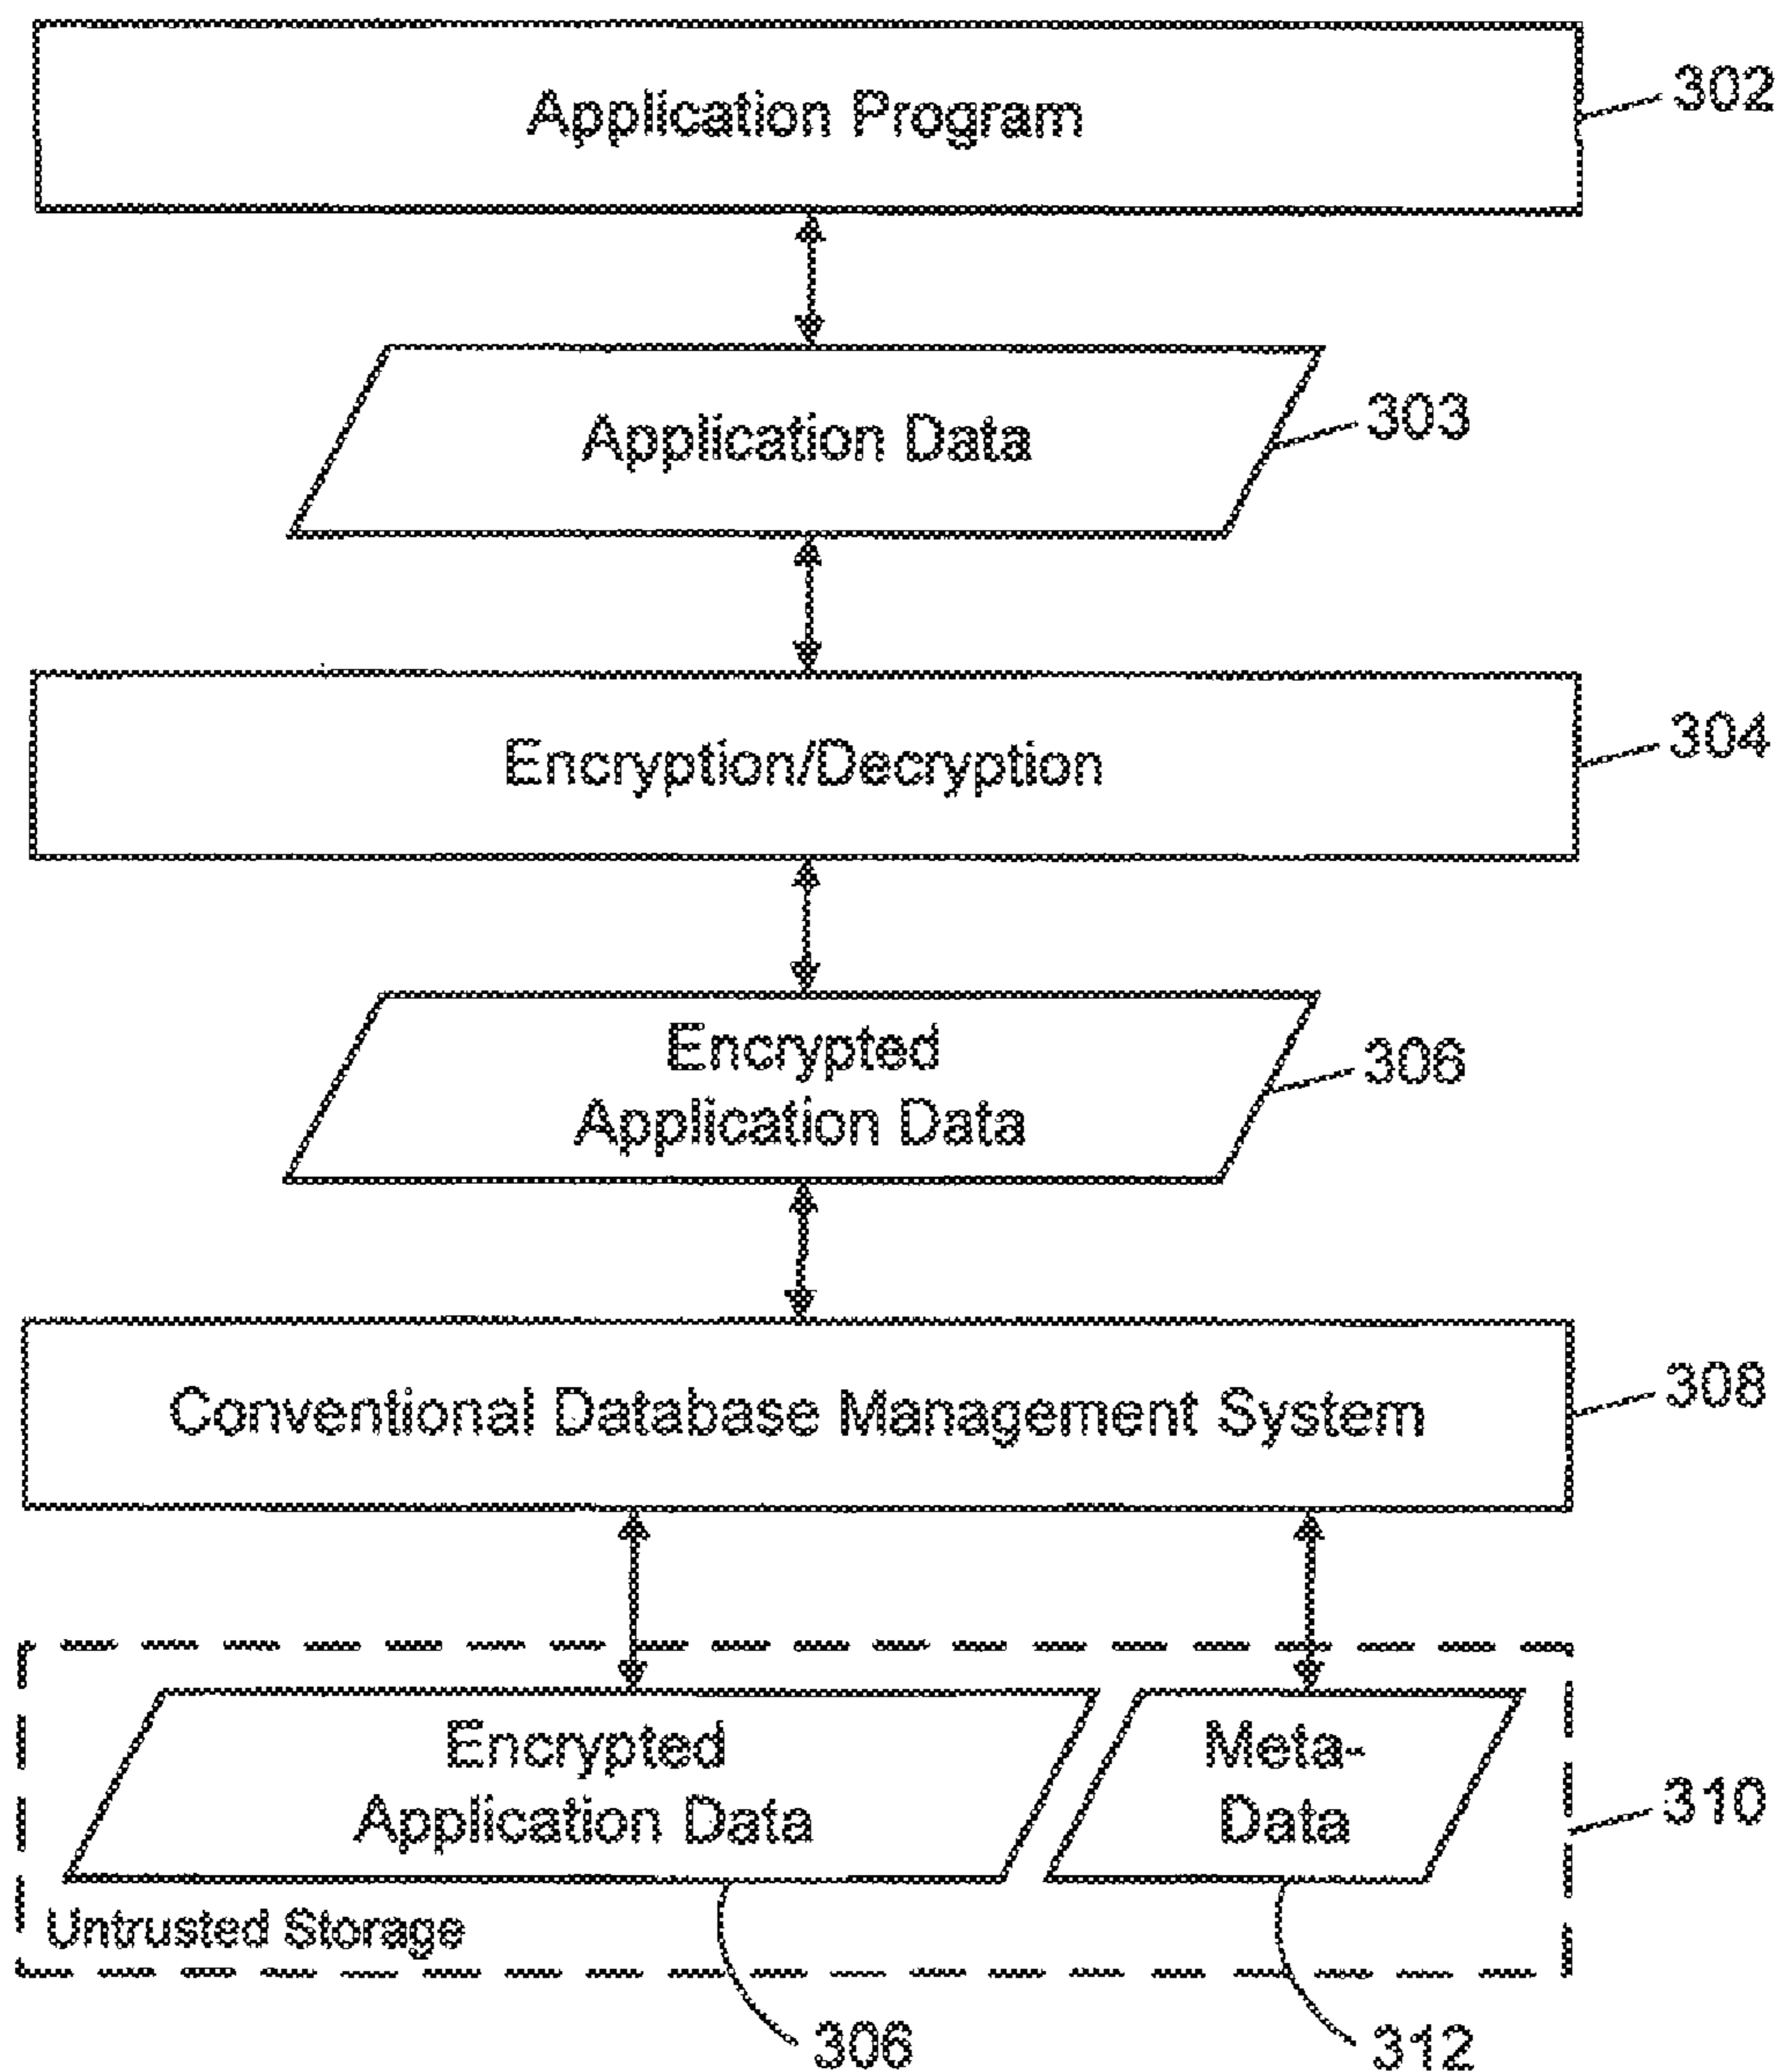 Application Program
302
Application Data
303
Encryption/Decryption
304
Encrypted
Application Data
306
Conventional Database Management System
308
Encrypted
Application Data
Meta-
Data
310
Untrusted Storage
306
312